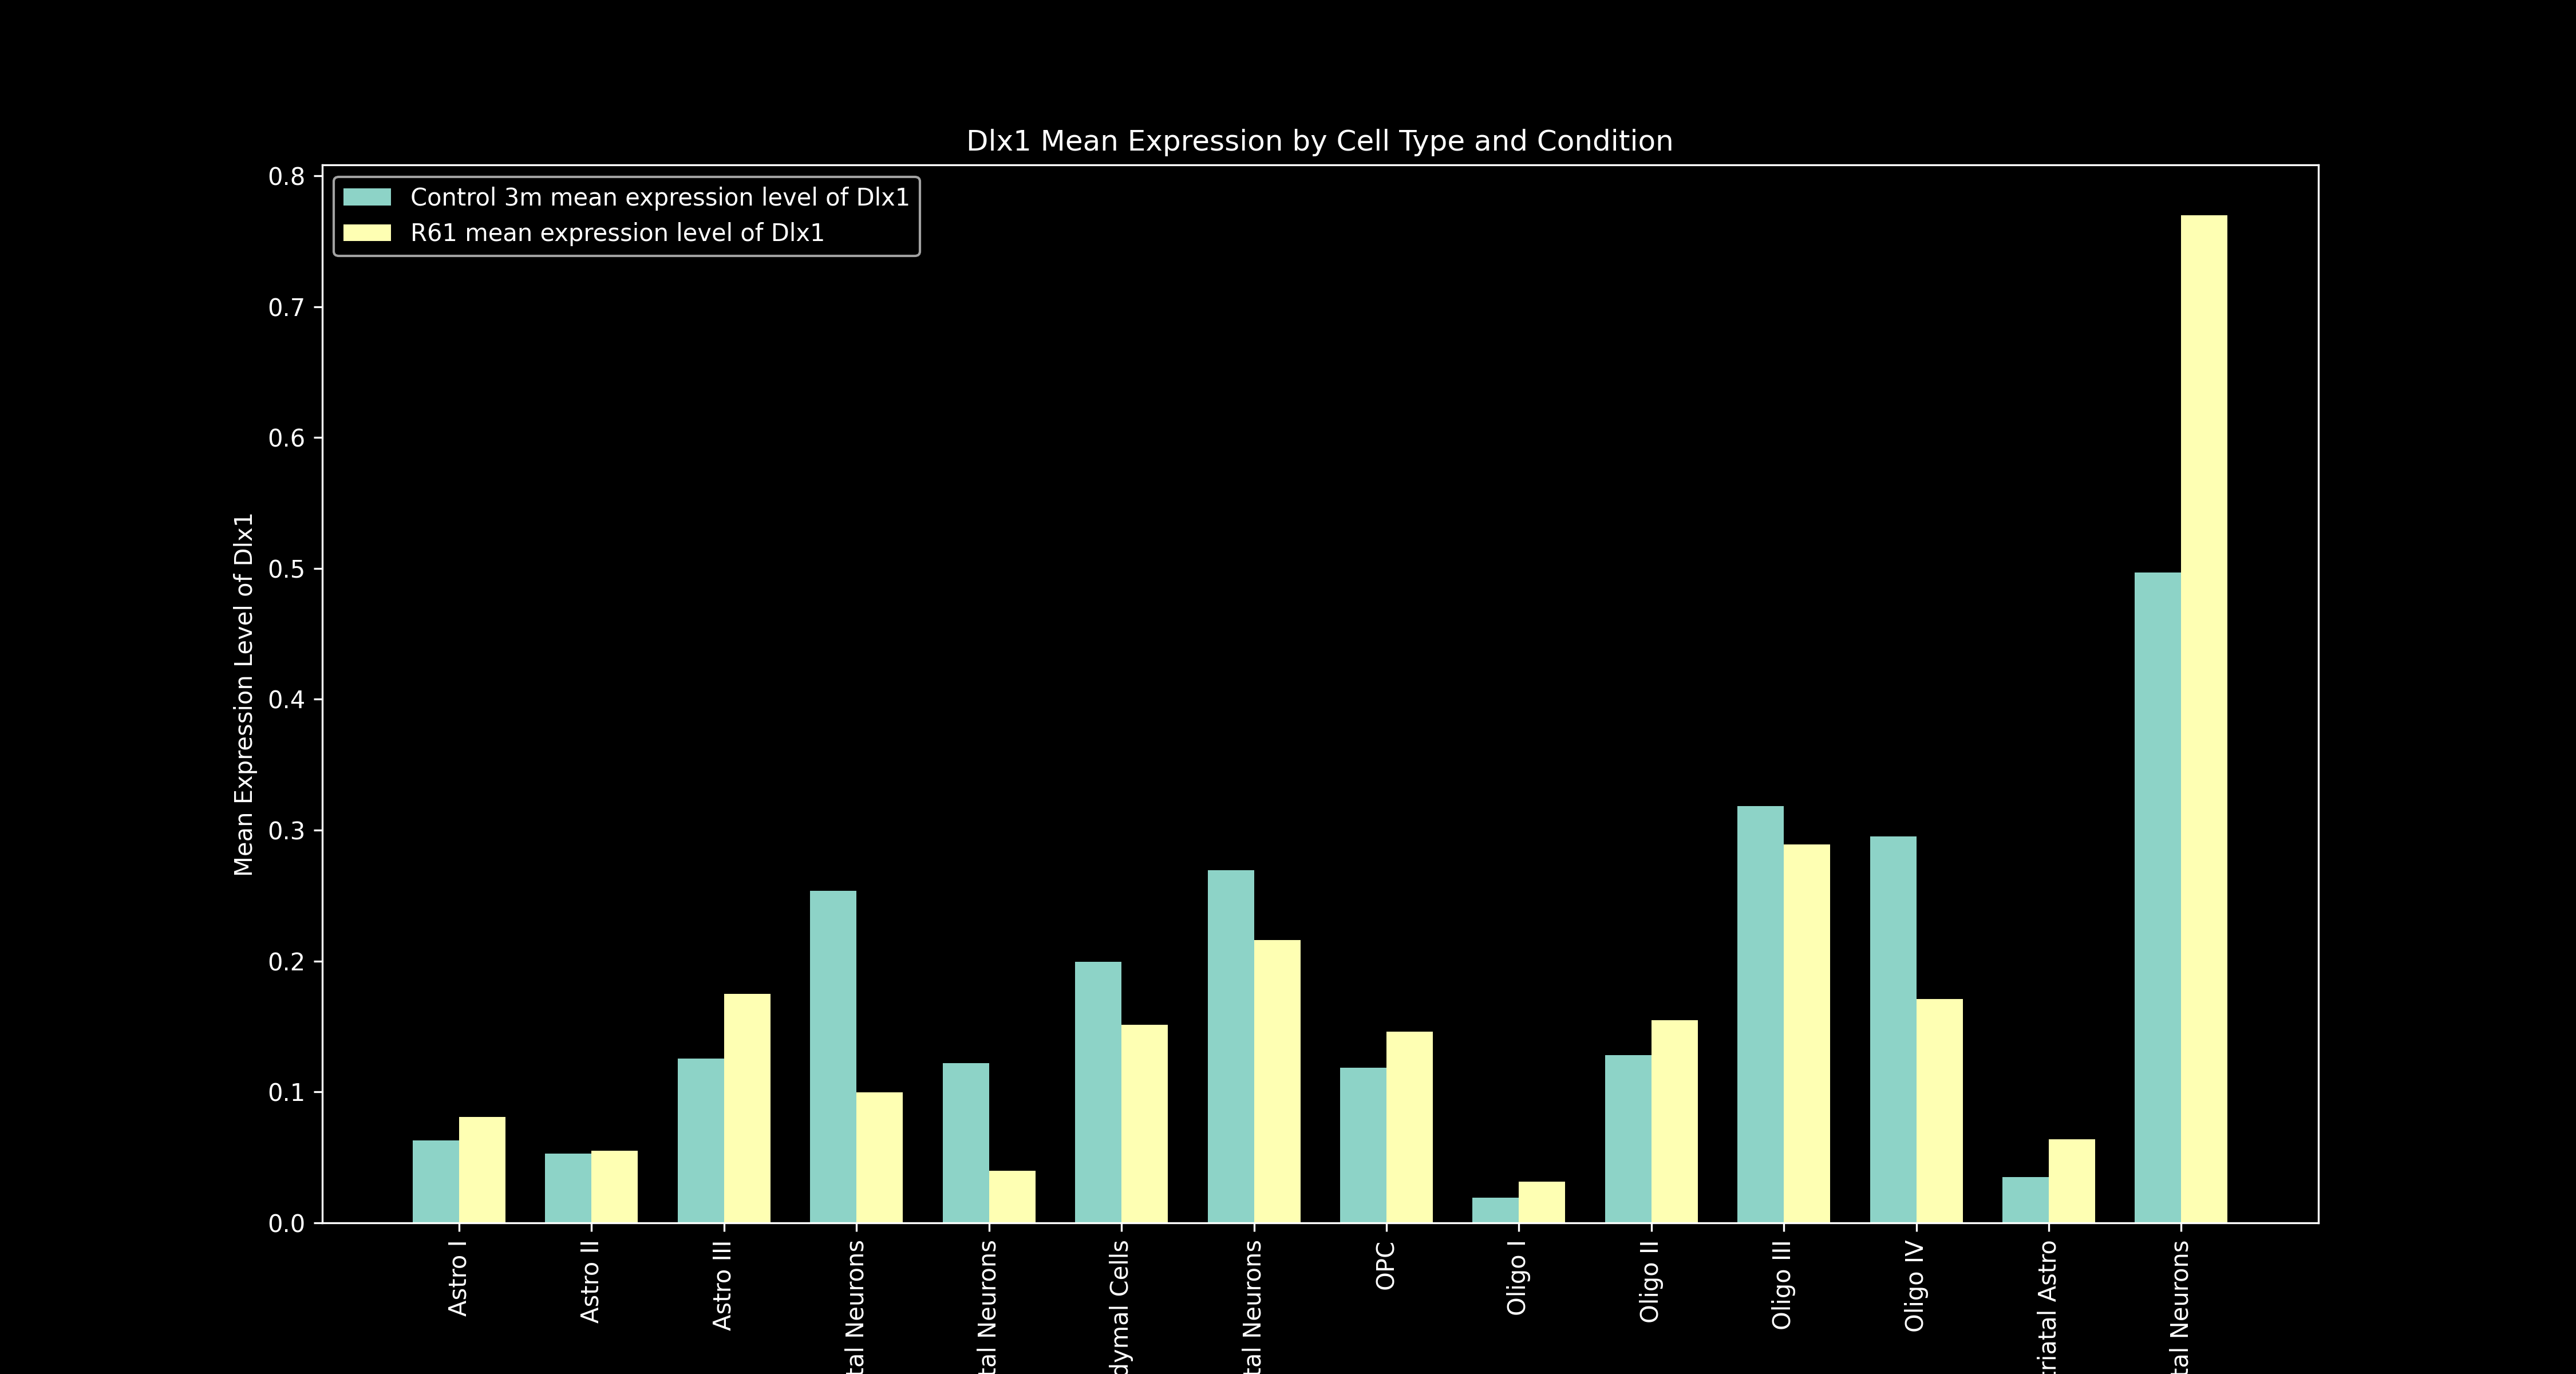 Dlx1 Mean Expression by Cell Type and Condition
Control 3m mean expression level of Dlx1
R61 mean expression level of Dlx1
Mean Expression Level of Dlx1
0.8
0.7
0.6
0.5
0.4
0.3
0.2
0.1
0.0
Astro I
Astro II
Astro III
Neurons
Neurons
Cells
Neurons
OPC
Oligo I
Oligo II
Oligo III
Oligo IV
Astro
Neurons